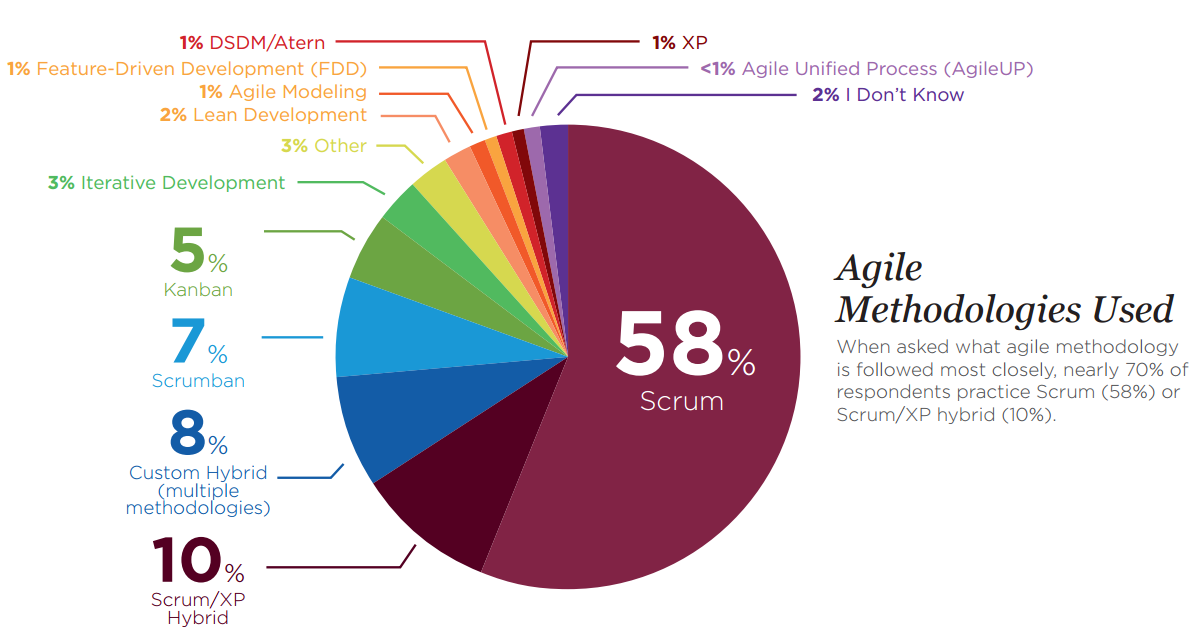 1% DSDM/Atern
1% XP
1% Feature-Driven Development (FDD)
<1% Agile Unified Process (AgileUP)
1% Agile Modeling
2% I Don’t Know
2% Lean Development
3% Other
3% Iterative Development
5%
Kanban
7%
Scrumban
8%
Custom Hybrid
(multiple
methodologies)
10%
Scrum/XP
Hybrid
58%
Scrum
Agile
Methodologies Used
When asked what agile methodology
is followed most closely, nearly 70% of
respondents practice Scrum (58%) or
Scrum/XP hybrid (10%).